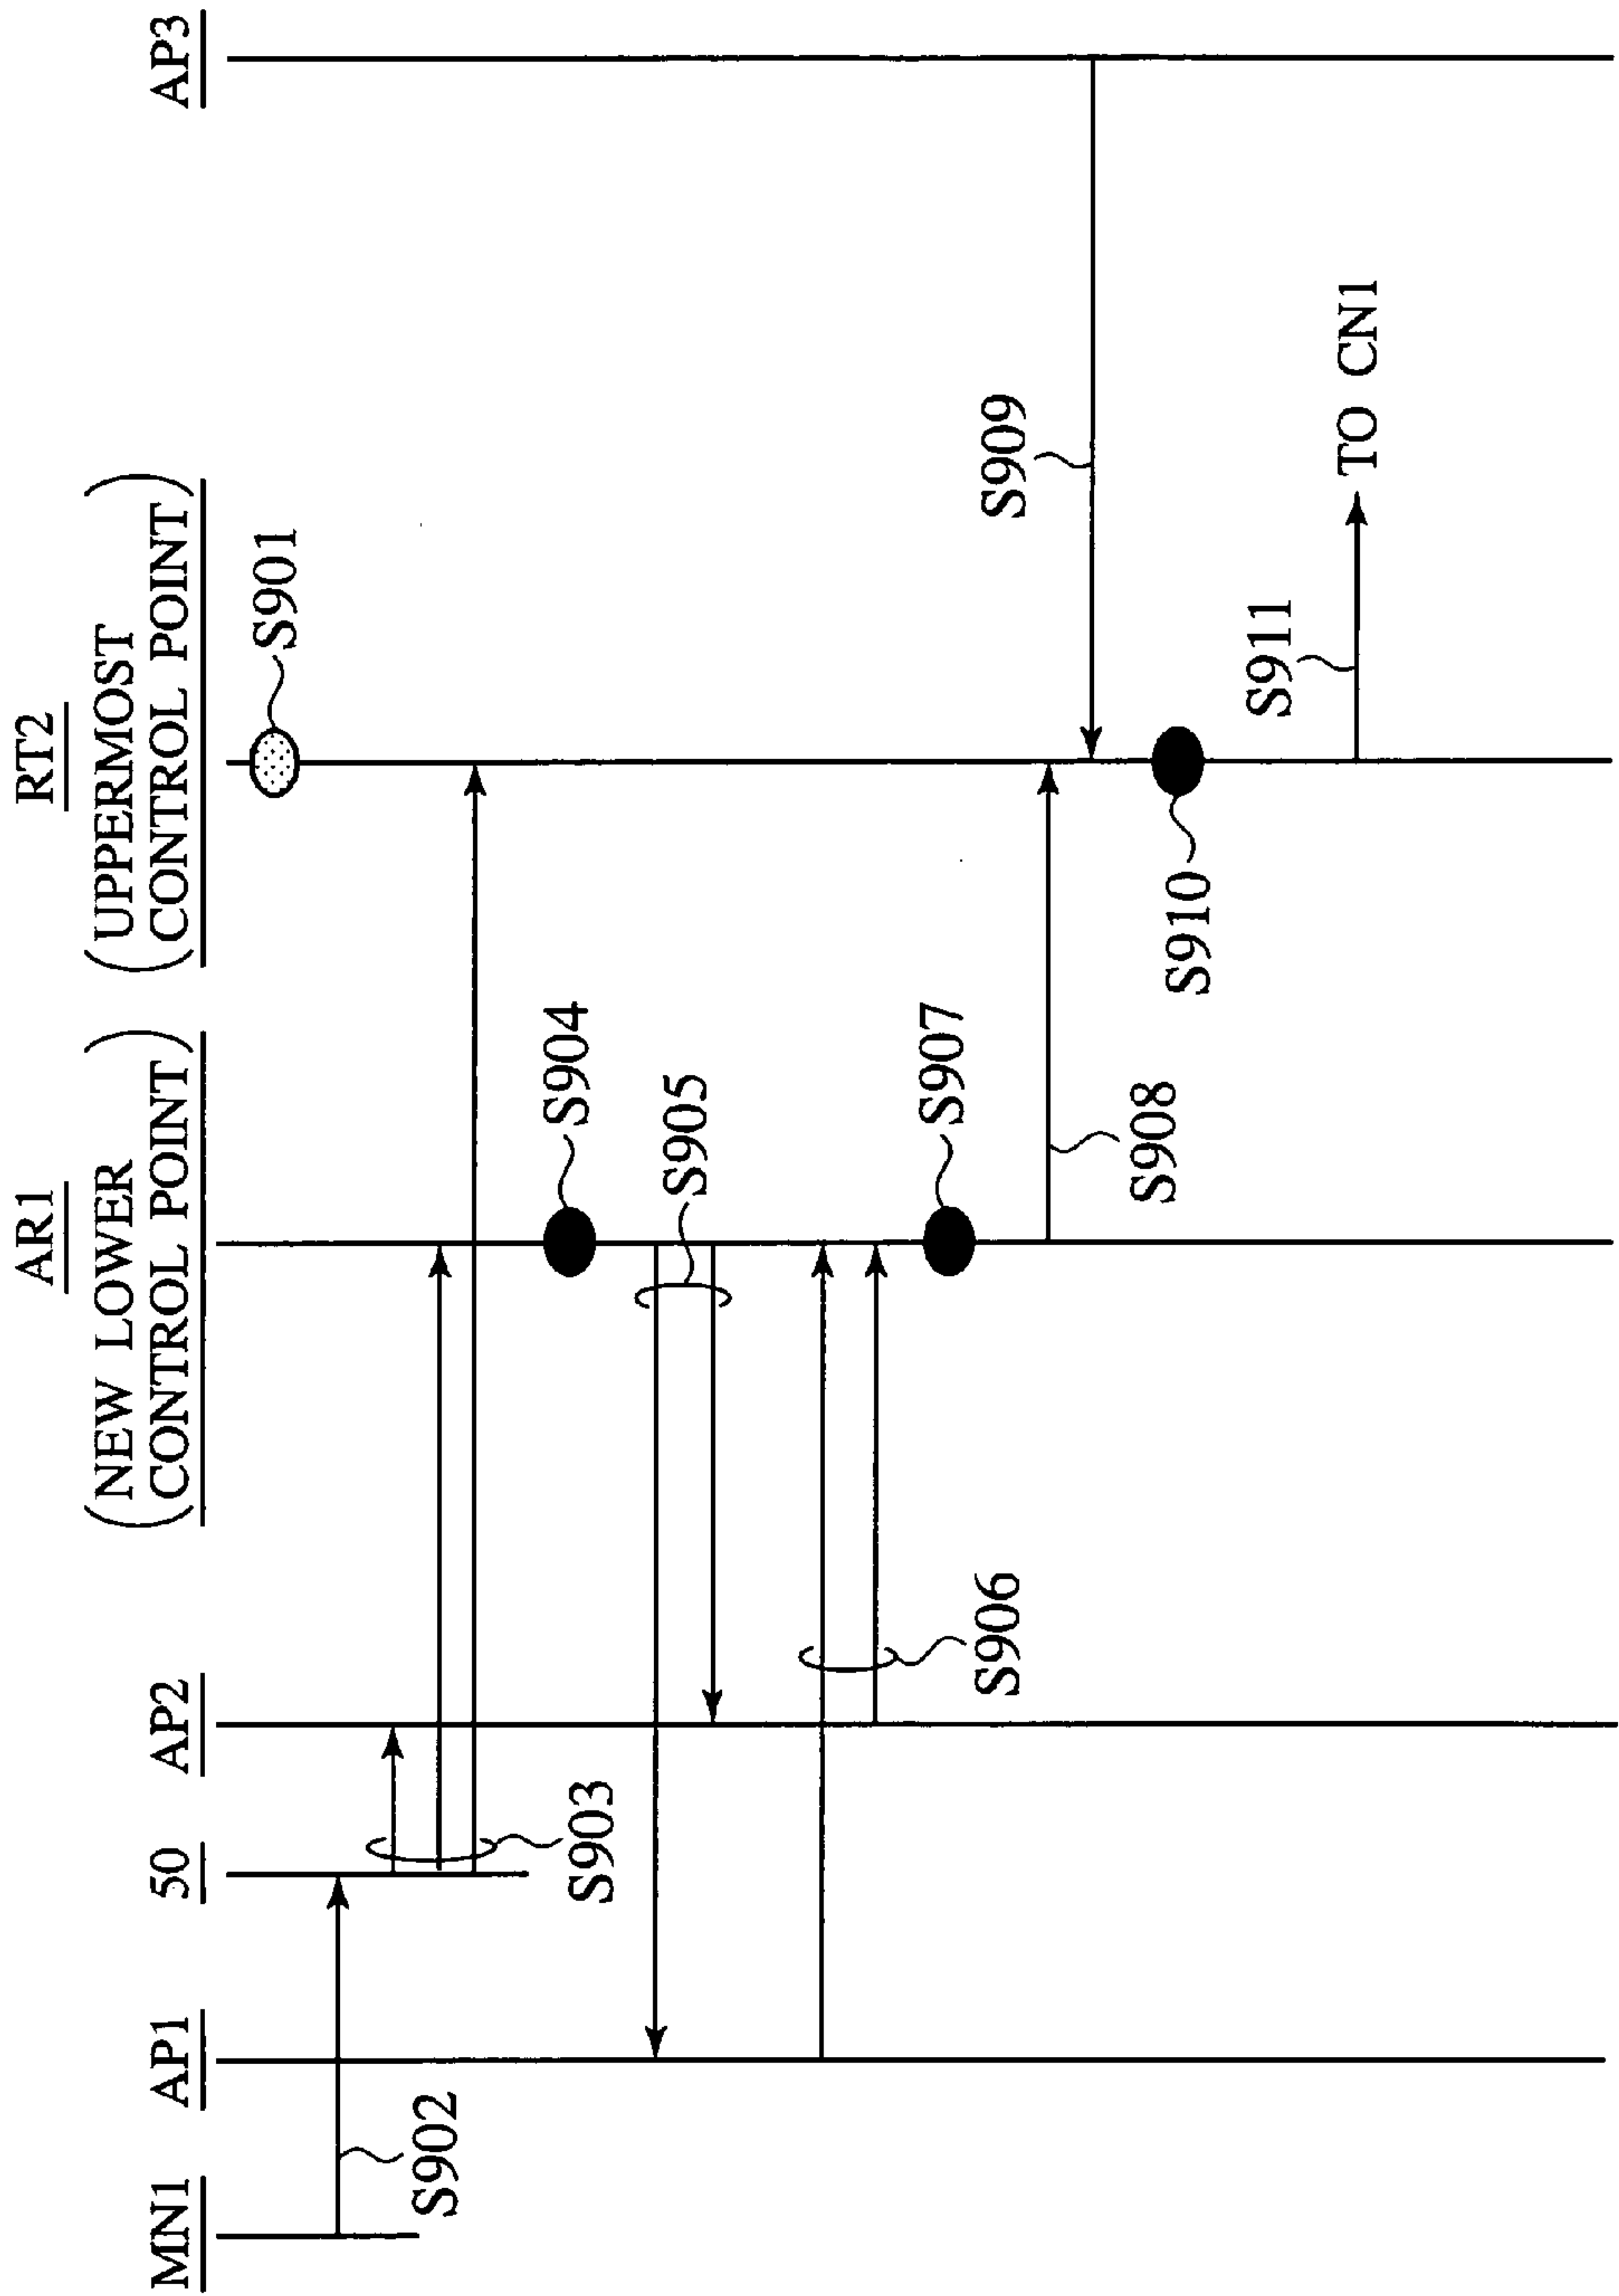 MN1
AP1
50
AP2
AR1
(NEW LOWER
CONTROL POINT)
RT2
(UPPERMOST
CONTROL POINT)
AP3
S901
S902
S903
S904
S905
S906
S907
S908
S909
S910
S911
TO CN1